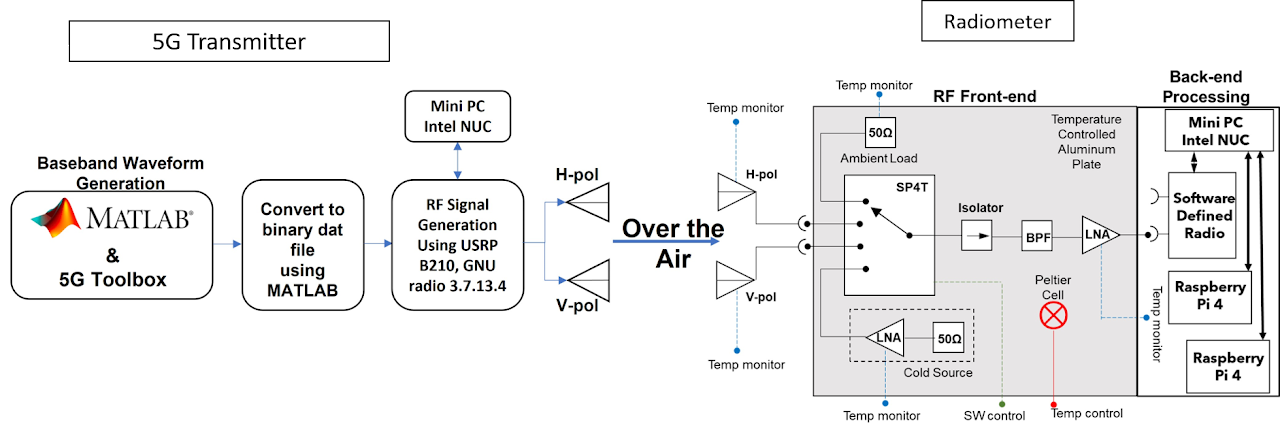 5G Transmitter
Radiometer
Baseband Waveform
Generation
MATLAB®
&
5G Toolbox
Convert to
binary dat
file
using
MATLAB
Mini PC
Intel NUC
RF Signal
Generation
Using USRP
B210, GNU
radio 3.7.13.4
H-pol
V-pol
Over the
Air
Temp monitor
H-pol
V-pol
Temp monitor
Temp monitor
RF Front-end
50Ω
Ambient Load
Temperature
Controlled
Aluminum
Plate
SP4T
Isolator
BPF
LNA
Peltier
Cell
LNA
50Ω
Cold Source
Temp monitor
SW control
Temp control
Temp monitor
Back-end
Processing
Mini PC
Intel NUC
Software
Defined
Radio
Raspberry
Pi 4
Raspberry
Pi 4